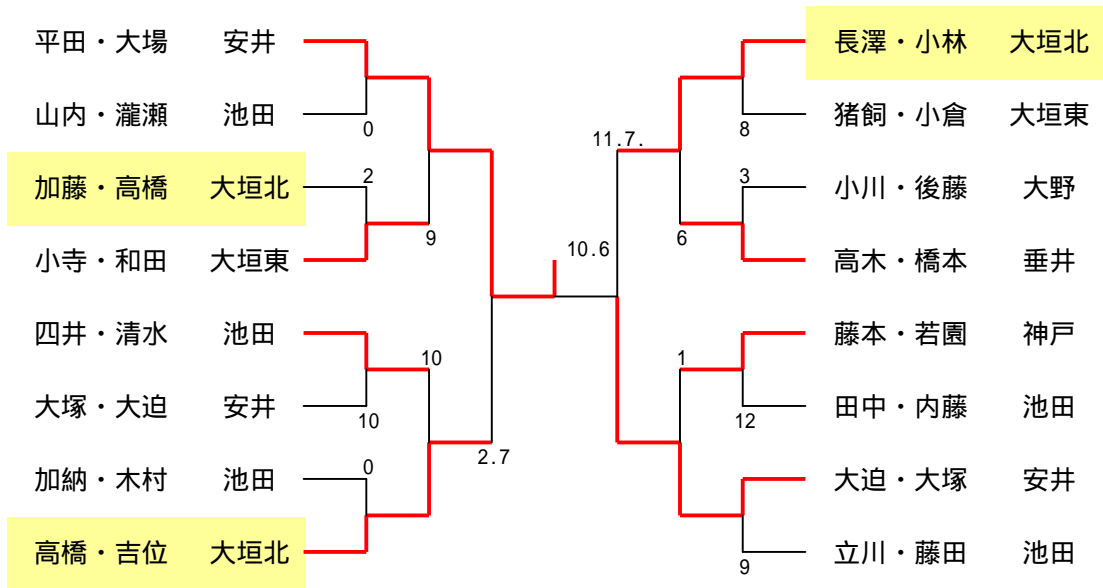 平田・大場 安井
山内・瀧瀬 池田
0
加藤・高橋 大垣北
2
小寺・和田 大垣東
9
四井・清水 池田
10
大塚・大迫 安井
10
加納・木村 池田
0
2.7
高橋・吉位 大垣北
10.6
長澤・小林 大垣北
猪飼・小倉 大垣東
8
11.7.
小川・後藤 大野
3
高木・橋本 垂井
6
藤本・若園 神戸
1
田中・内藤 池田
12
大迫・大塚 安井
立川・藤田 池田
9